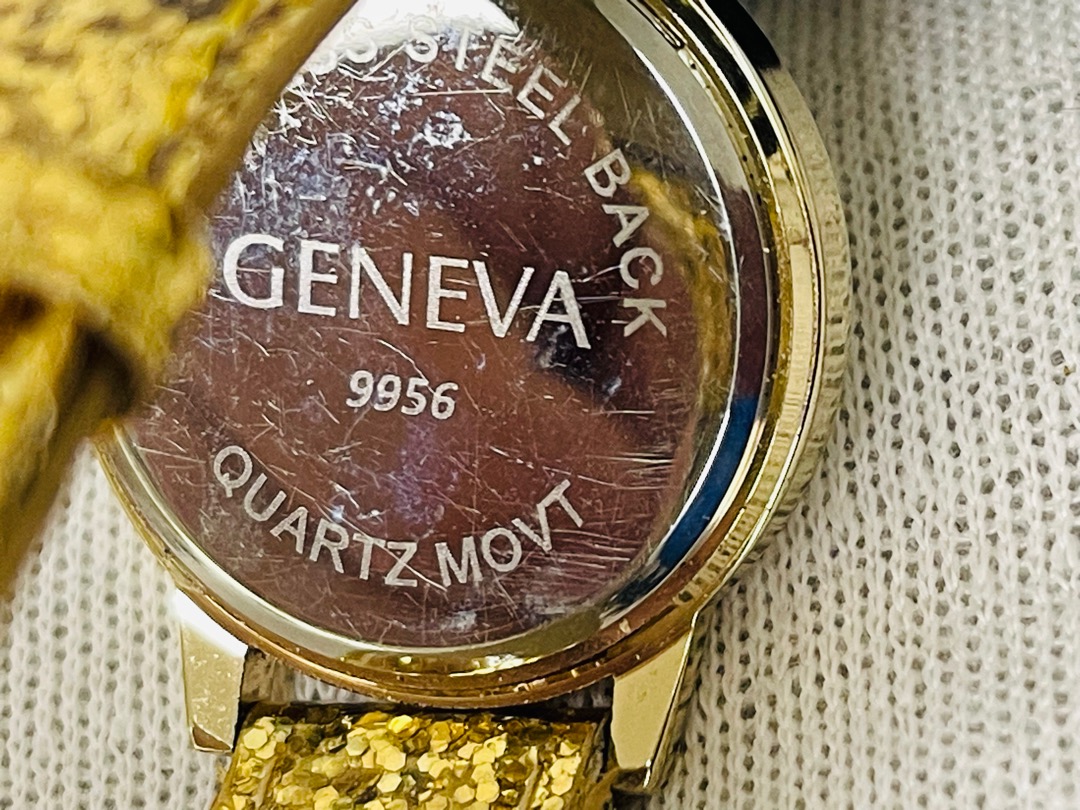 STEEL BACK
GENEVA
9956
QUARTZ MOVT